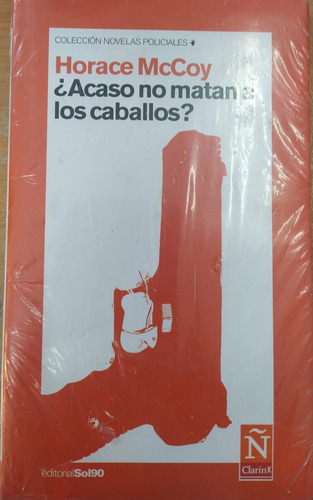 COLECCIÓN NOVELAS POLICIALES
Horace McCoy
¿Acaso no matan a
los caballos?
editorialSol90
Ñ
Clarín